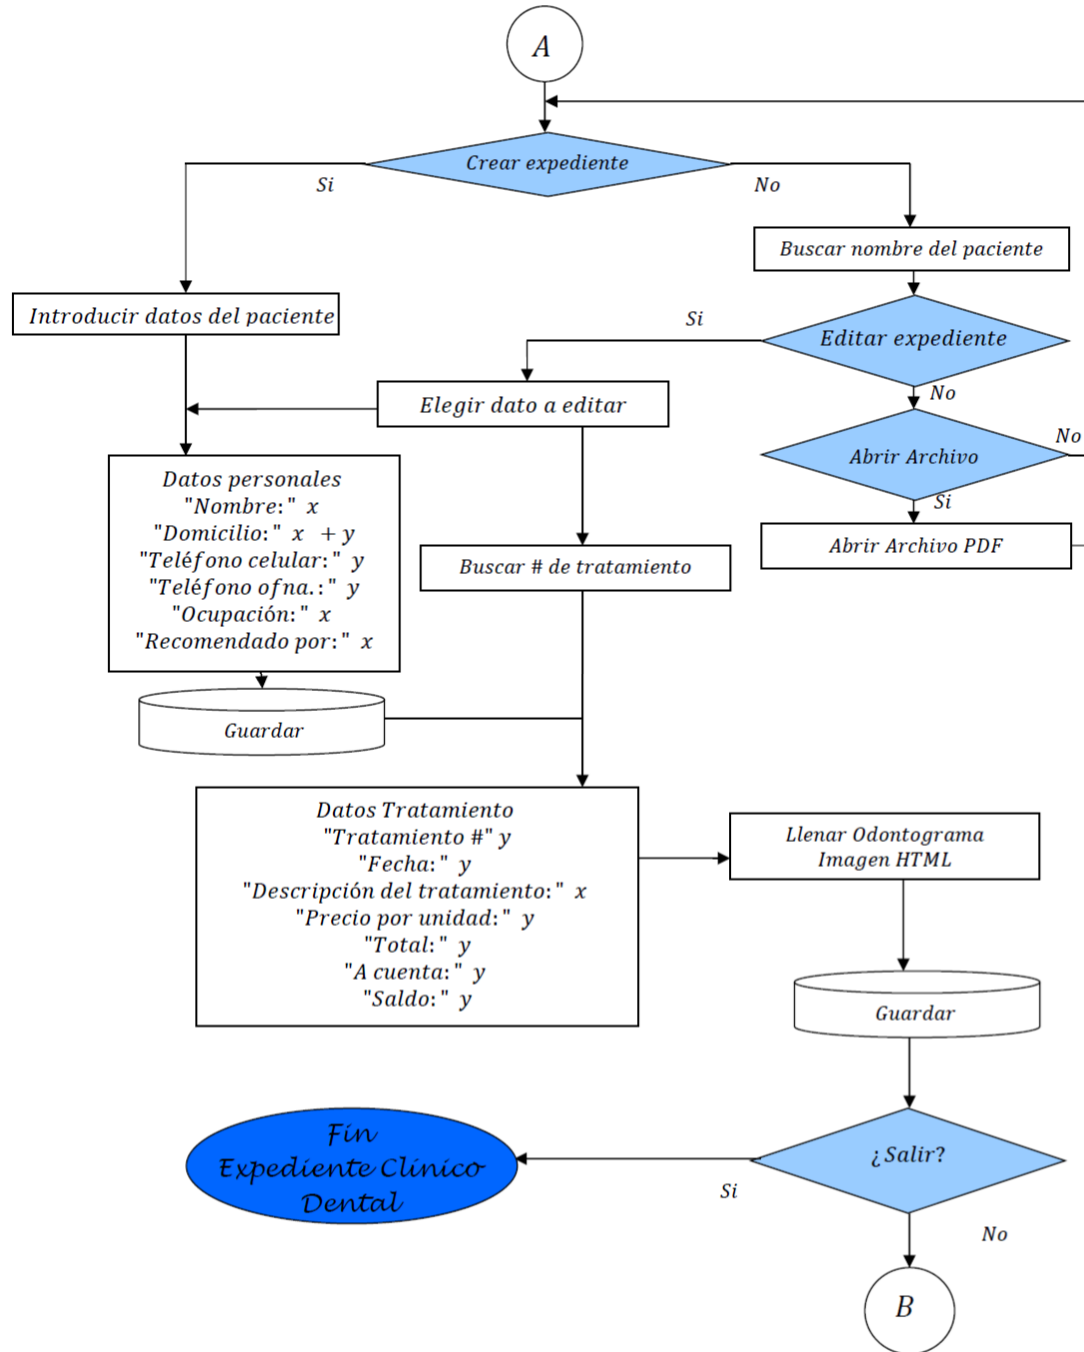 A
Crear expediente
Si
No
Buscar nombre del paciente
Introducir datos del paciente
Si
Editar expediente
Elegir dato a editar
No
Abrir Archivo
No
Si
Abrir Archivo PDF
Datos personales
"Nombre:" x
"Domicilio:" x + y
"Teléfono celular:" y
"Teléfono ofna.:" y
"Ocupación:" x
"Recomendado por:" x
Buscar # de tratamiento
Guardar
Datos Tratamiento
"Tratamiento #" y
"Fecha:" y
"Descripción del tratamiento:" x
"Precio por unidad:" y
"Total:" y
"A cuenta:" y
"Saldo:" y
Llenar Odontograma
Imagen HTML
Guardar
¿Salir?
Si
Fin
Expediente Clínico
Dental
No
B